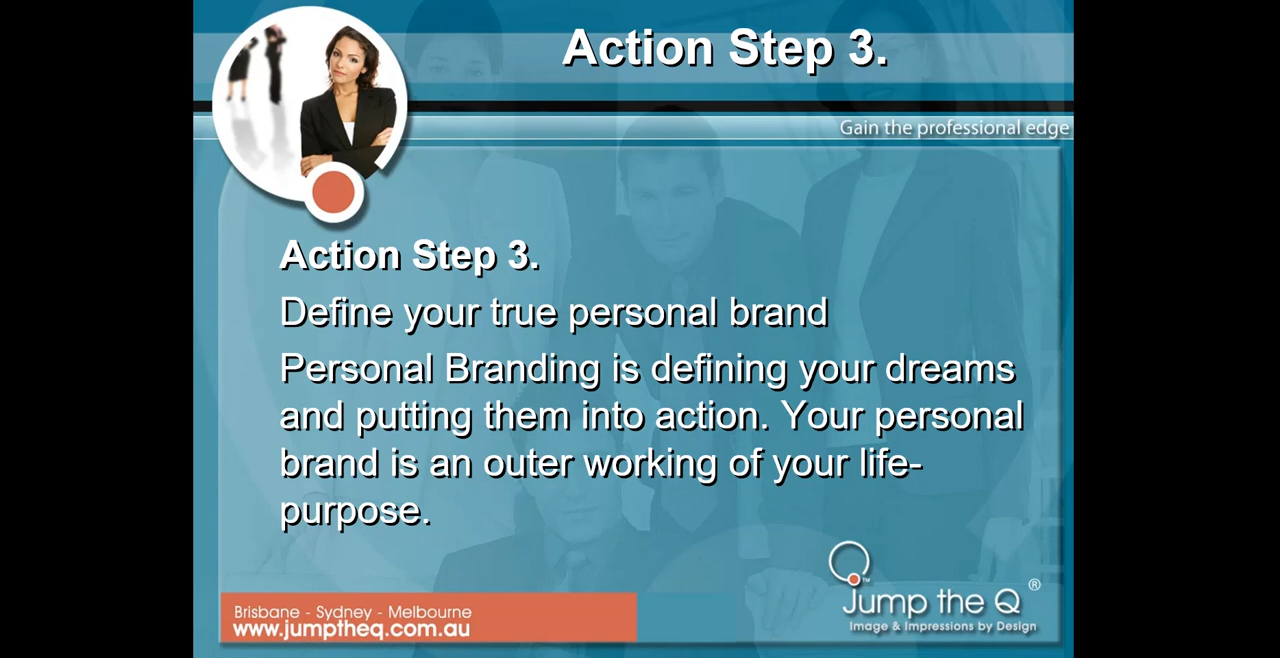 Action Step 3.
Gain the professional edge
Action Step 3.
Define your true personal brand
Personal Branding is defining your dreams
and putting them into action. Your personal
brand is an outer working of your life-
purpose.
Brisbane - Sydney - Melbourne
www.jumptheq.com.au
™
Jump the Q ®
Image & Impressions by Design